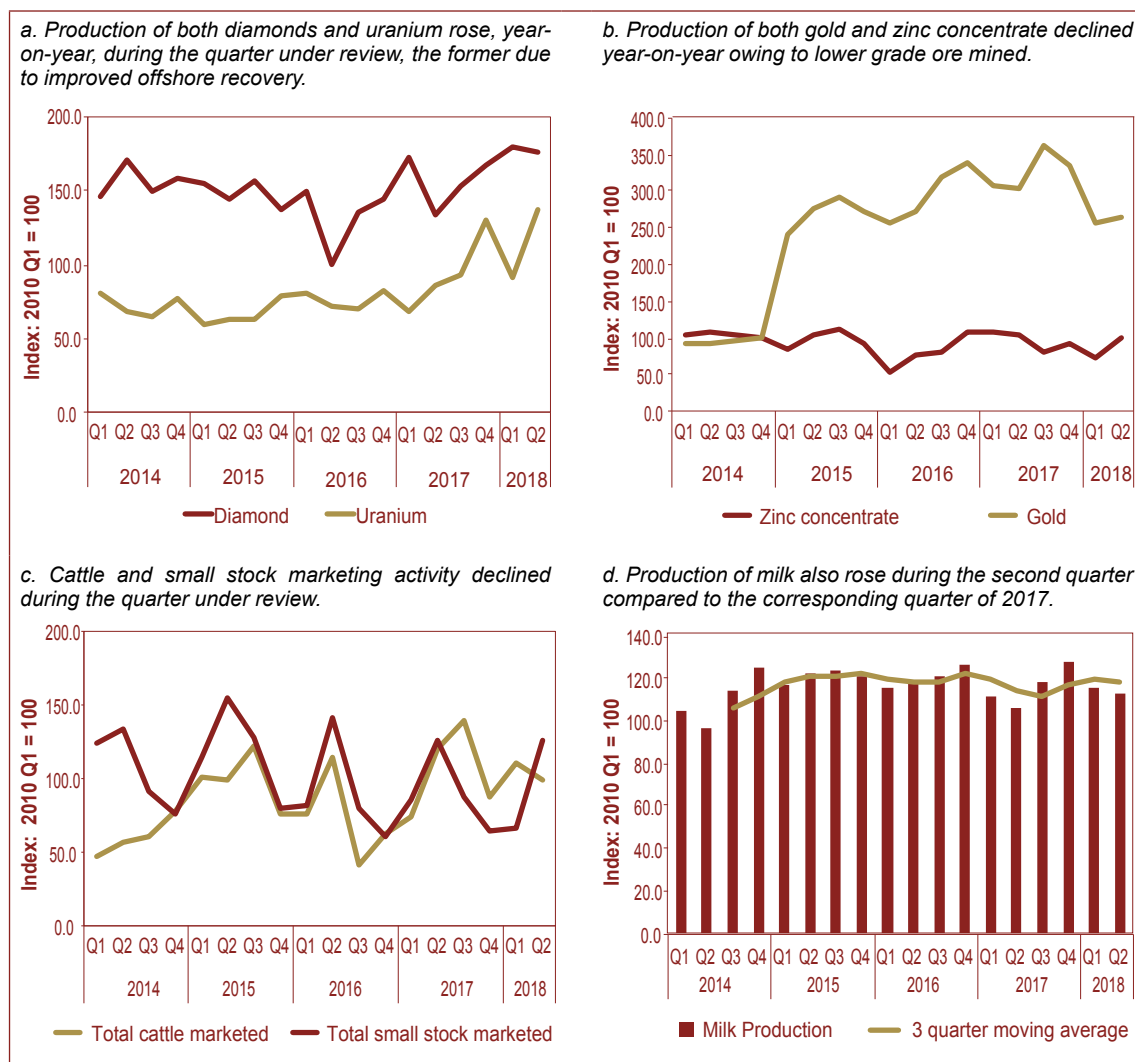 a. Production of both diamonds and uranium rose, year-
on-year, during the quarter under review, the former due
to improved offshore recovery.
Index: 2010 Q1 = 100
200.0
150.0
100.0
50.0
0.0
Q1 Q2 Q3 Q4 Q1 Q2 Q3 Q4 Q1 Q2 Q3 Q4 Q1 Q2 Q3 Q4 Q1 Q2
2014 2015 2016 2017 2018
Diamond Uranium
b. Production of both gold and zinc concentrate declined
year-on-year owing to lower grade ore mined.
Index: 2010 Q1 = 100
400.0
350.0
300.0
250.0
200.0
150.0
100.0
50.0
0.0
Q1 Q2 Q3 Q4 Q1 Q2 Q3 Q4 Q1 Q2 Q3 Q4 Q1 Q2 Q3 Q4 Q1 Q2
2014 2015 2016 2017 2018
Zinc concentrate Gold
c. Cattle and small stock marketing activity declined
during the quarter under review.
Index: 2010 Q1 = 100
200.0
150.0
100.0
50.0
0.0
Q1 Q2 Q3 Q4 Q1 Q2 Q3 Q4 Q1 Q2 Q3 Q4 Q1 Q2 Q3 Q4 Q1 Q2
2014 2015 2016 2017 2018
Total cattle marketed Total small stock marketed
d. Production of milk also rose during the second quarter
compared to the corresponding quarter of 2017.
Index: 2010 Q1 = 100
140.0
120.0
100.0
80.0
60.0
40.0
20.0
0.0
Q1 Q2 Q3 Q4 Q1 Q2 Q3 Q4 Q1 Q2 Q3 Q4 Q1 Q2 Q3 Q4 Q1 Q2
2014 2015 2016 2017 2018
Milk Production 3 quarter moving average